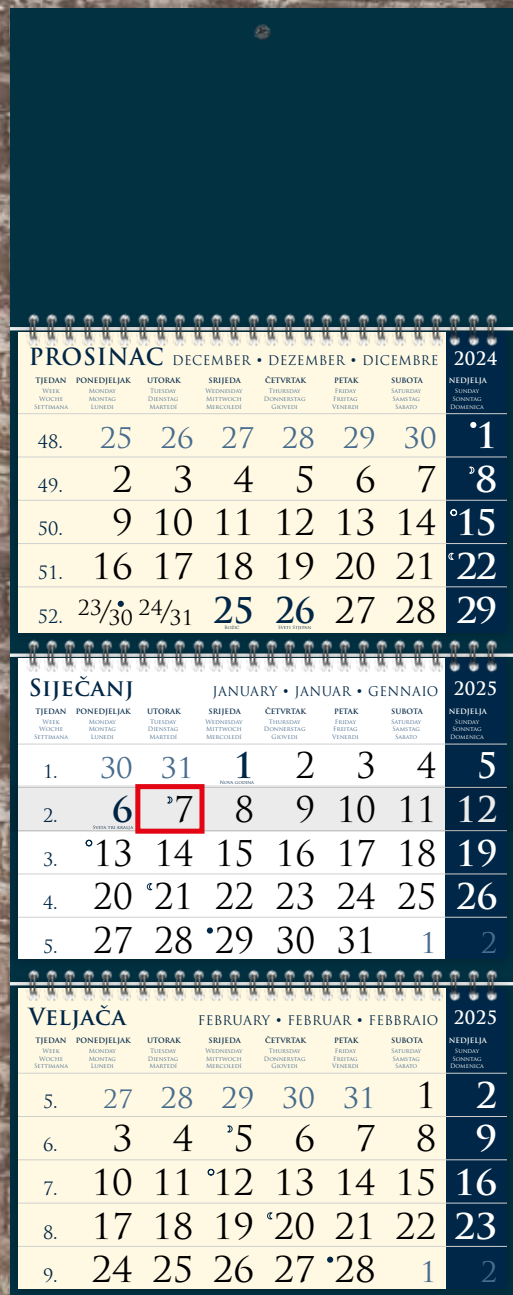 PROSINAC DECEMBER • DEZEMBER • DICEMBRE 2024
TJEDAN PONEDJELJAK UTORAK SRIJEDA ČETVRTAK PETAK SUBOTA NEDJELJA
WEEK MONDAY TUESDAY WEDNESDAY THURSDAY FRIDAY SATURDAY SUNDAY
WOCHE MONTAG DIENSTAG MITTWOCH DONNERSTAG FREITAG SAMSTAG SONNTAG
SETTIMANA LUNEDI MARTEDÍ MERCOLEDÍ GIOVEDI VENERDI SABATO DOMENICA
48. 25 26 27 28 29 30 1
49. 2 3 4 5 6 7 8
50. 9 10 11 12 13 14 15
51. 16 17 18 19 20 21 22
52. 23/30 24/31 25 26 27 28 29
BOŽIĆ SVETI STJEPAN
SIJEČANJ JANUARY • JANUAR • GENNAIO 2025
TJEDAN PONEDJELJAK UTORAK SRIJEDA ČETVRTAK PETAK SUBOTA NEDJELJA
WEEK MONDAY TUESDAY WEDNESDAY THURSDAY FRIDAY SATURDAY SUNDAY
WOCHE MONTAG DIENSTAG MITTWOCH DONNERSTAG FREITAG SAMSTAG SONNTAG
SETTIMANA LUNEDI MARTEDÍ MERCOLEDÍ GIOVEDI VENERDI SABATO DOMENICA
1. 30 31 1 2 3 4 5
NOVA GODINA
2. 6 7 8 9 10 11 12
SVETA TRI KRALJA
3. 13 14 15 16 17 18 19
4. 20 21 22 23 24 25 26
5. 27 28 29 30 31 1 2
VELJAČA FEBRUARY • FEBRUAR • FEBBRAIO 2025
TJEDAN PONEDJELJAK UTORAK SRIJEDA ČETVRTAK PETAK SUBOTA NEDJELJA
WEEK MONDAY TUESDAY WEDNESDAY THURSDAY FRIDAY SATURDAY SUNDAY
WOCHE MONTAG DIENSTAG MITTWOCH DONNERSTAG FREITAG SAMSTAG SONNTAG
SETTIMANA LUNEDI MARTEDÍ MERCOLEDÍ GIOVEDI VENERDI SABATO DOMENICA
5. 27 28 29 30 31 1 2
6. 3 4 5 6 7 8 9
7. 10 11 12 13 14 15 16
8. 17 18 19 20 21 22 23
9. 24 25 26 27 28 1 2